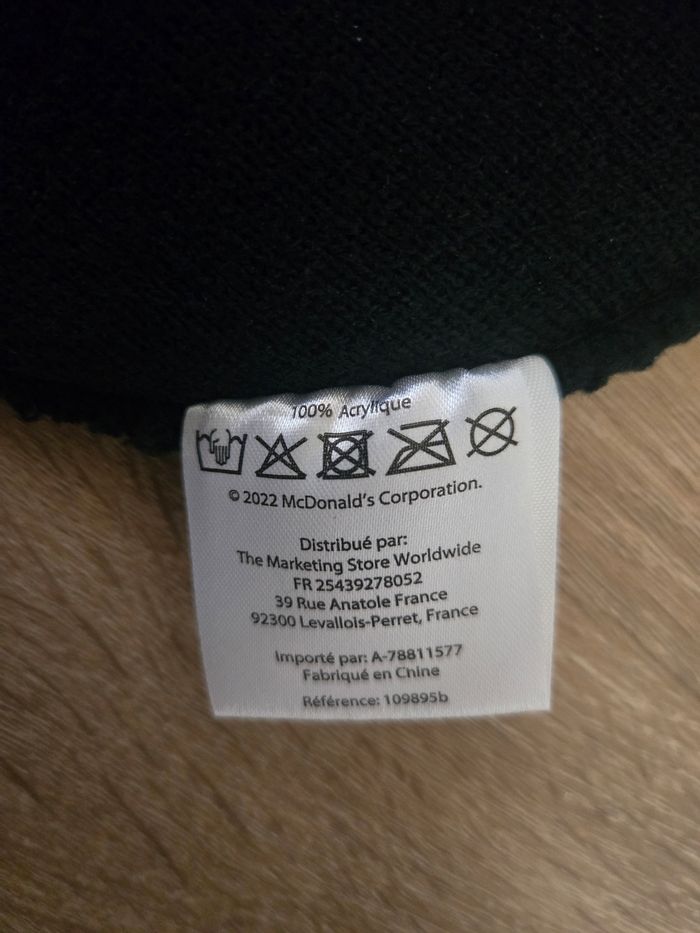 100% Acrylique
© 2022 McDonald's Corporation.
Distribué par:
The Marketing Store Worldwide
FR 25439278052
39 Rue Anatole France
92300 Levallois-Perret, France
Importé par: A-78811577
Fabriqué en Chine
Référence: 109895b